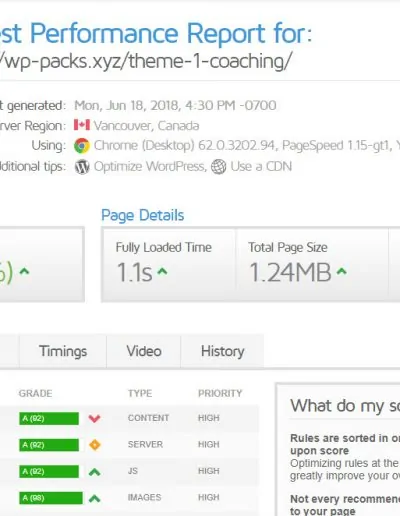 est Performance Report for:
/wp-packs.xyz/theme-1-coaching/
t generated: Mon, Jun 18, 2018, 4:30 PM -0700
rver Region: Vancouver, Canada
Using: Chrome (Desktop) 62.0.3202.94, PageSpeed 1.15-gt1, Y
dditional tips: Optimize WordPress, Use a CDN
Page Details
%)
Fully Loaded Time
1.1s
Total Page Size
1.24MB
Timings Video History
GRADE TYPE PRIORITY
A (92) CONTENT HIGH
A (92) SERVER HIGH
A (92) JS HIGH
A (98) IMAGES HIGH
What do my sc
Rules are sorted in or
upon score
Optimizing rules at the
greatly improve your ov
Not every recommen
to your page